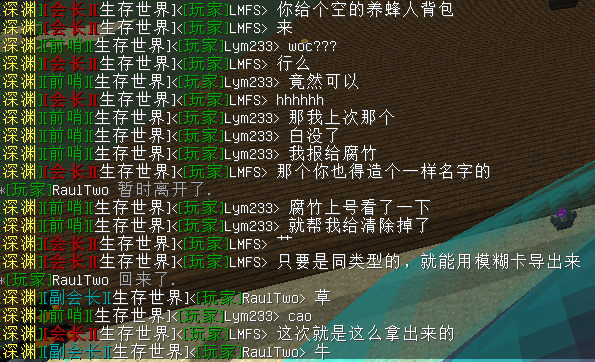 深渊][会长][生存世界]<[玩家]LMFS> 你给个空的养蜂人背包
深渊][会长][生存世界]<[玩家]LMFS> 来
深渊][前哨][生存世界]<[玩家]Lym233> woc???
深渊][前哨][生存世界]<[玩家]Lym233> 行么
深渊][前哨][生存世界]<[玩家]Lym233> 竟然可以
深渊][会长][生存世界]<[玩家]LMFS> hhhhhh
深渊][前哨][生存世界]<[玩家]Lym233> 那我上次那个
深渊][前哨][生存世界]<[玩家]Lym233> 白没了
深渊][前哨][生存世界]<[玩家]Lym233> 我报给腐竹
深渊][会长][生存世界]<[玩家]LMFS> 那个你也得造个一样名字的
*[玩家]RaulTwo 暂时离开了.
深渊][前哨][生存世界]<[玩家]Lym233> 腐竹上号看了一下
深渊][前哨][生存世界]<[玩家]Lym233> 就帮我给清除掉了
深渊][会长][生存世界]<[玩家]LMFS> 艹
深渊][会长][生存世界]<[玩家]LMFS> 只要是同类型的，就能用模糊卡导出来
*[玩家]RaulTwo 回来了.
深渊][副会长][生存世界]<[玩家]RaulTwo> 草
深渊][前哨][生存世界]<[玩家]Lym233> cao
深渊][会长][生存世界]<[玩家]LMFS> 这次就是这么拿出来的
深渊][副会长][生存世界]<[玩家]RaulTwo> 牛